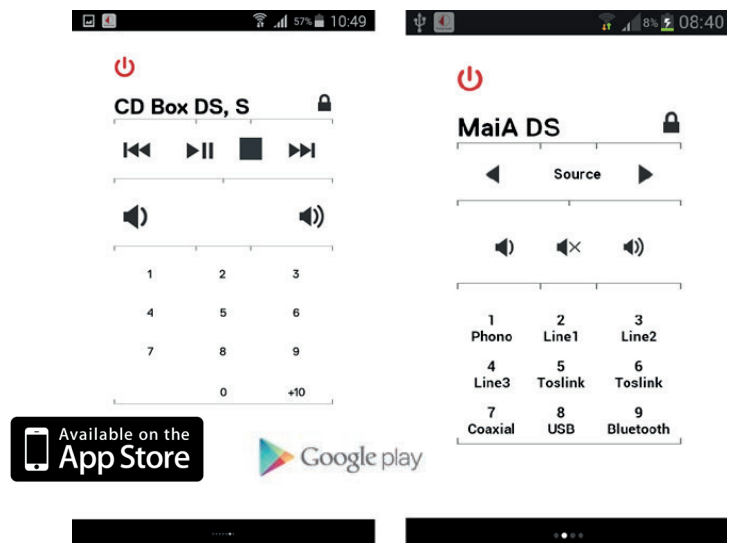 57% 10:49
CD Box DS, S
1 2 3
4 5 6
7 8 9
0 +10
8% 08:40
MaiA DS
Source
1 2 3
Phono Line1 Line2
4 5 6
Line3 Toslink Toslink
7 8 9
Coaxial USB Bluetooth
Available on the
App Store
Google play